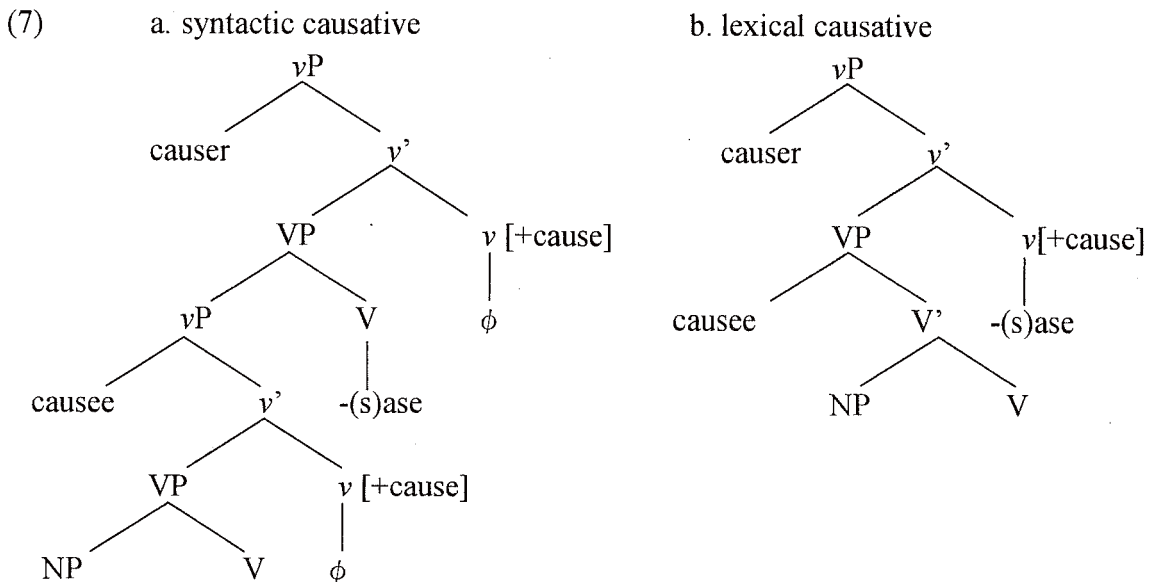 (7) a. syntactic causative b. lexical causative
vP vP
causer v’ causer v’
VP v [+cause] VP v[+cause]
vP V ϕ causee V’ -(s)ase
causee v’ -(s)ase NP V
VP v [+cause]
NP V ϕ